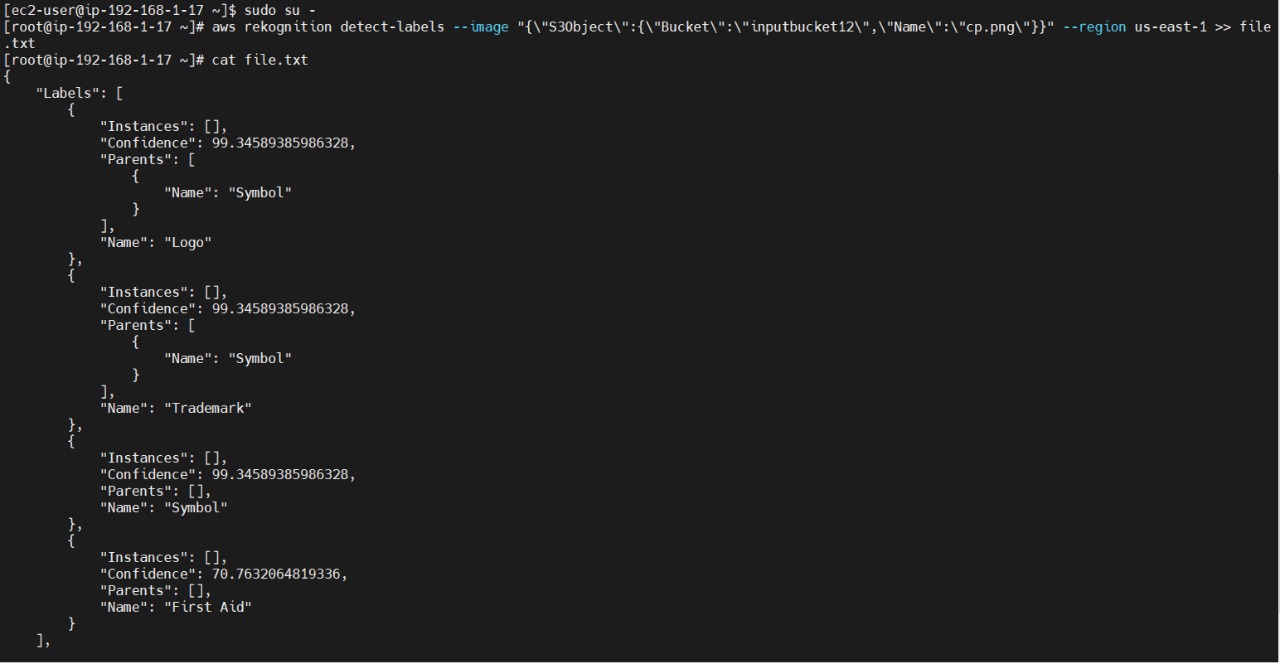 [ec2-user@ip-192-168-1-17 ~]$ sudo su -
[root@ip-192-168-1-17 ~]# aws rekognition detect-labels --image "{\"S3Object\":{\"Bucket\":\"inputbucket12\",\"Name\":\"cp.png\"}}" --region us-east-1 >> file
.txt
[root@ip-192-168-1-17 ~]# cat file.txt
{
    "Labels": [
        {
            "Instances": [],
            "Confidence": 99.34589385986328,
            "Parents": [
                {
                    "Name": "Symbol"
                }
            ],
            "Name": "Logo"
        },
        {
            "Instances": [],
            "Confidence": 99.34589385986328,
            "Parents": [
                {
                    "Name": "Symbol"
                }
            ],
            "Name": "Trademark"
        },
        {
            "Instances": [],
            "Confidence": 99.34589385986328,
            "Parents": [],
            "Name": "Symbol"
        },
        {
            "Instances": [],
            "Confidence": 70.7632064819336,
            "Parents": [],
            "Name": "First Aid"
        }
    ],